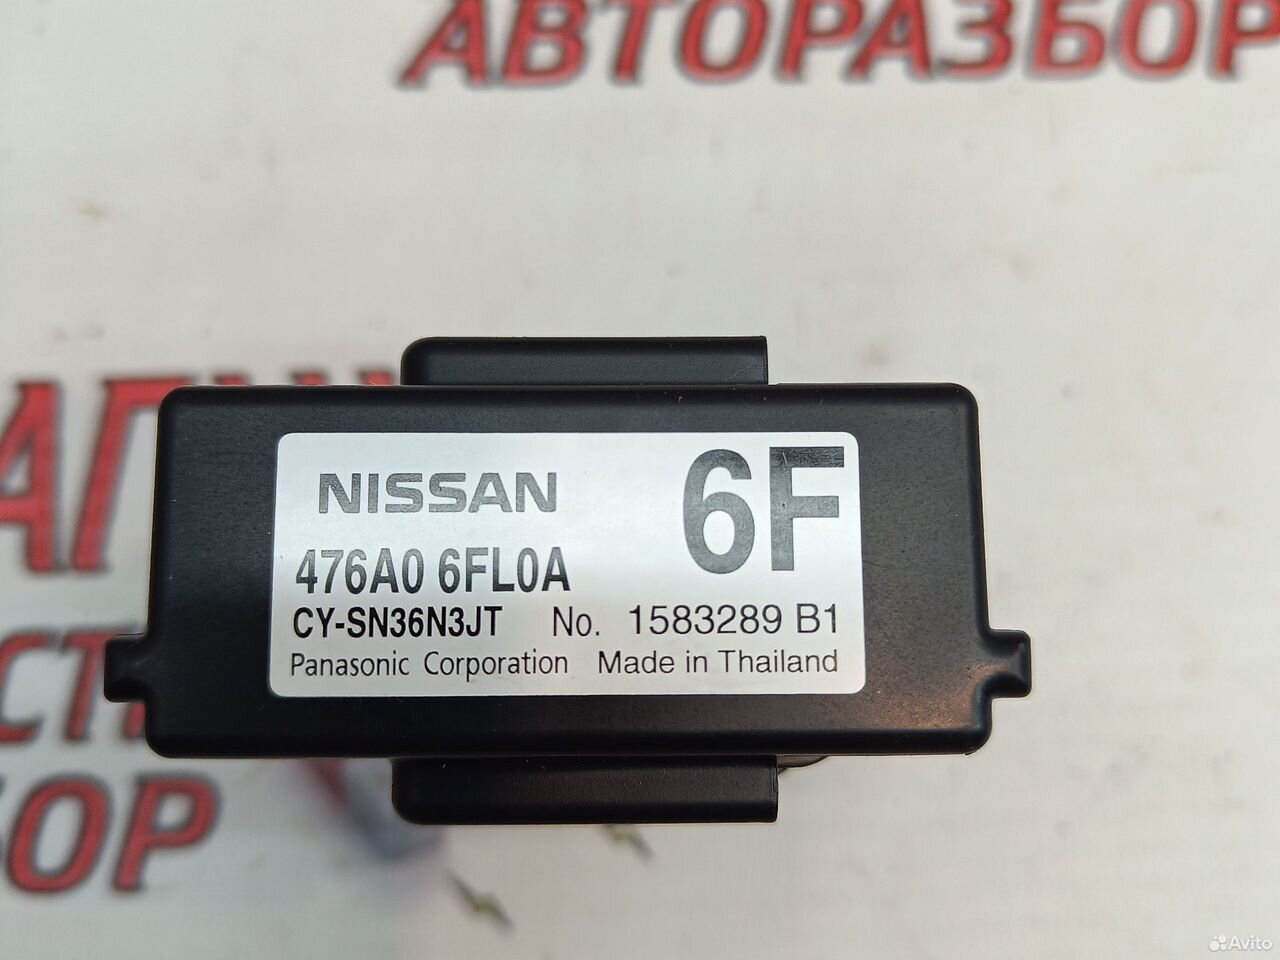 АВТОРАЗБОР
NISSAN
6F
476A0 6FL0A
CY-SN36N3JT No. 1583289 B1
Panasonic Corporation Made in Thailand
Avito